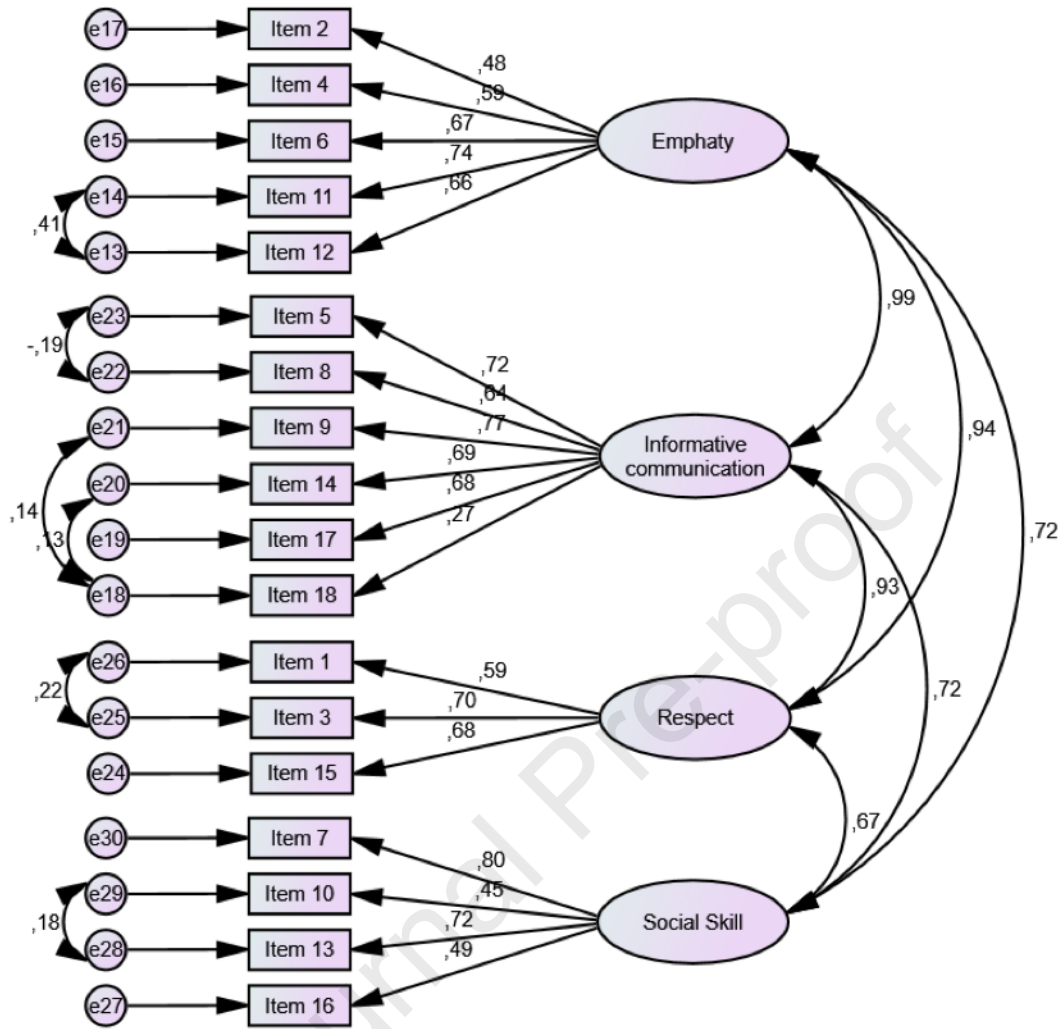 e17 Item 2
,48
e16 Item 4
,59
e15 Item 6
,67
Emphaty
e14 Item 11
,74
e13 Item 12
,66
,41
e23 Item 5
,72
e22 Item 8
,64
-,19
e21 Item 9
,77
Informative
communication
e20 Item 14
,69
e19 Item 17
,68
e18 Item 18
,27
,14
,13
e26 Item 1
,59
e25 Item 3
,70
Respect
,22
e24 Item 15
,68
e30 Item 7
,80
e29 Item 10
,45
Social Skill
e28 Item 13
,72
,18
e27 Item 16
,49
,99
,94
,72
,93
,72
,67
urnal Pre-proof